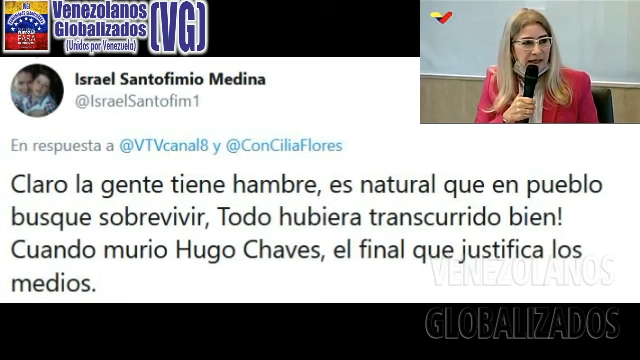 Venezolanos
Globalizados
(Unidos por Venezuela)
(VG)
Israel Santofimio Medina
@IsraelSantofim1
En respuesta a @VTVcanal8 y @ConCiliaFlores
Claro la gente tiene hambre, es natural que en pueblo
busque sobrevivir, Todo hubiera transcurrido bien!
Cuando murio Hugo Chaves, el final que justifica los
medios.
VENEZOLANOS
GLOBALIZADOS